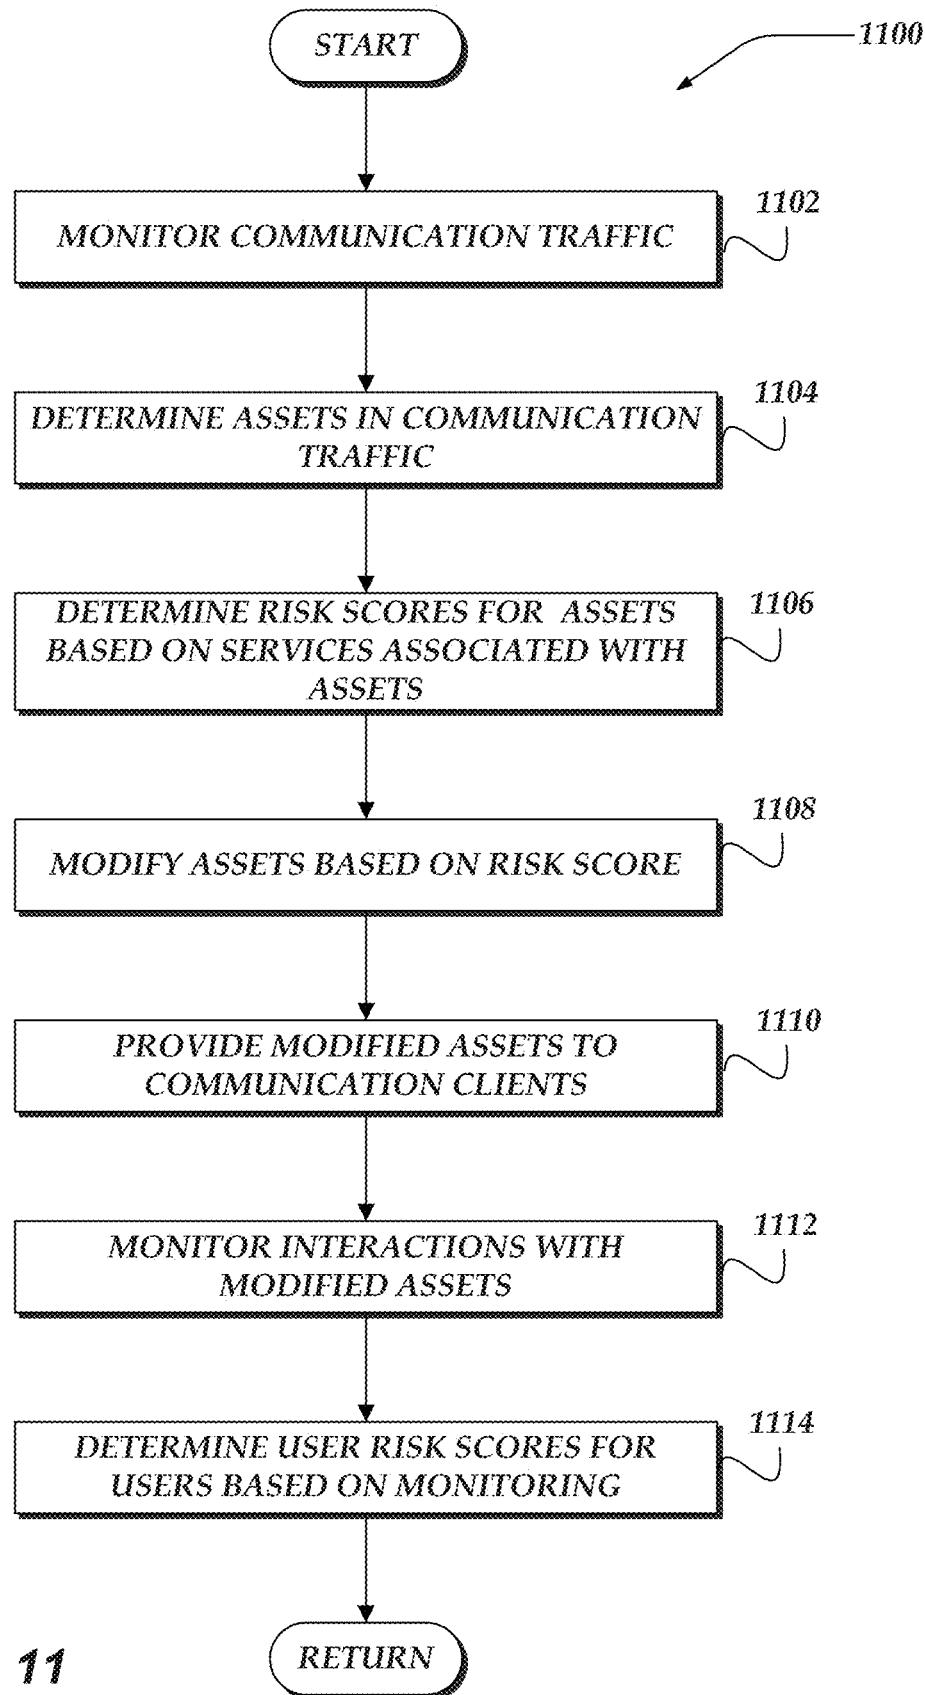 START
1100
1102
MONITOR COMMUNICATION TRAFFIC
1104
DETERMINE ASSETS IN COMMUNICATION
TRAFFIC
1106
DETERMINE RISK SCORES FOR ASSETS
BASED ON SERVICES ASSOCIATED WITH
ASSETS
1108
MODIFY ASSETS BASED ON RISK SCORE
1110
PROVIDE MODIFIED ASSETS TO
COMMUNICATION CLIENTS
1112
MONITOR INTERACTIONS WITH
MODIFIED ASSETS
1114
DETERMINE USER RISK SCORES FOR
USERS BASED ON MONITORING
RETURN
11